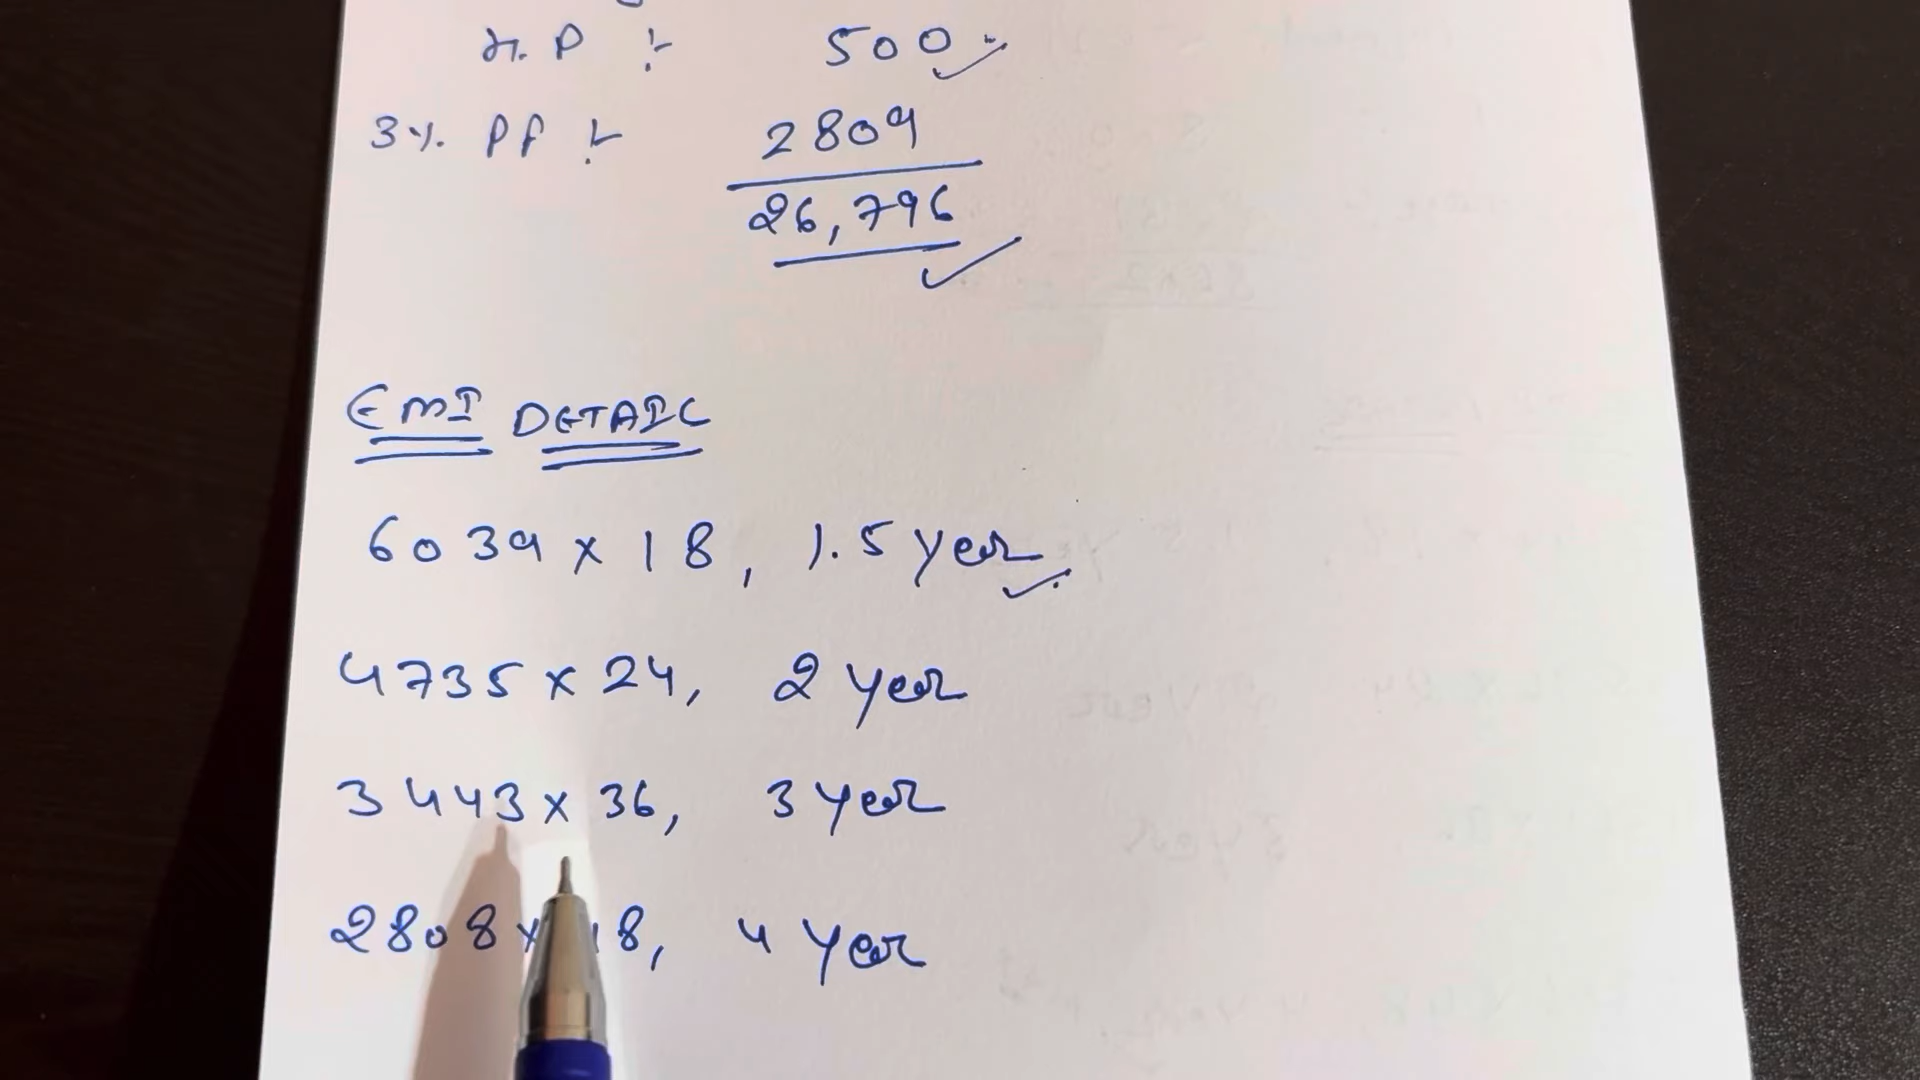 H.P :- 500
3%. PF :- 2809
26,796
EMI DETAIL
6039 x 18, 1.5 year
4735 x 24, 2 year
3443 x 36, 3 year
2808 x 8, 4 year